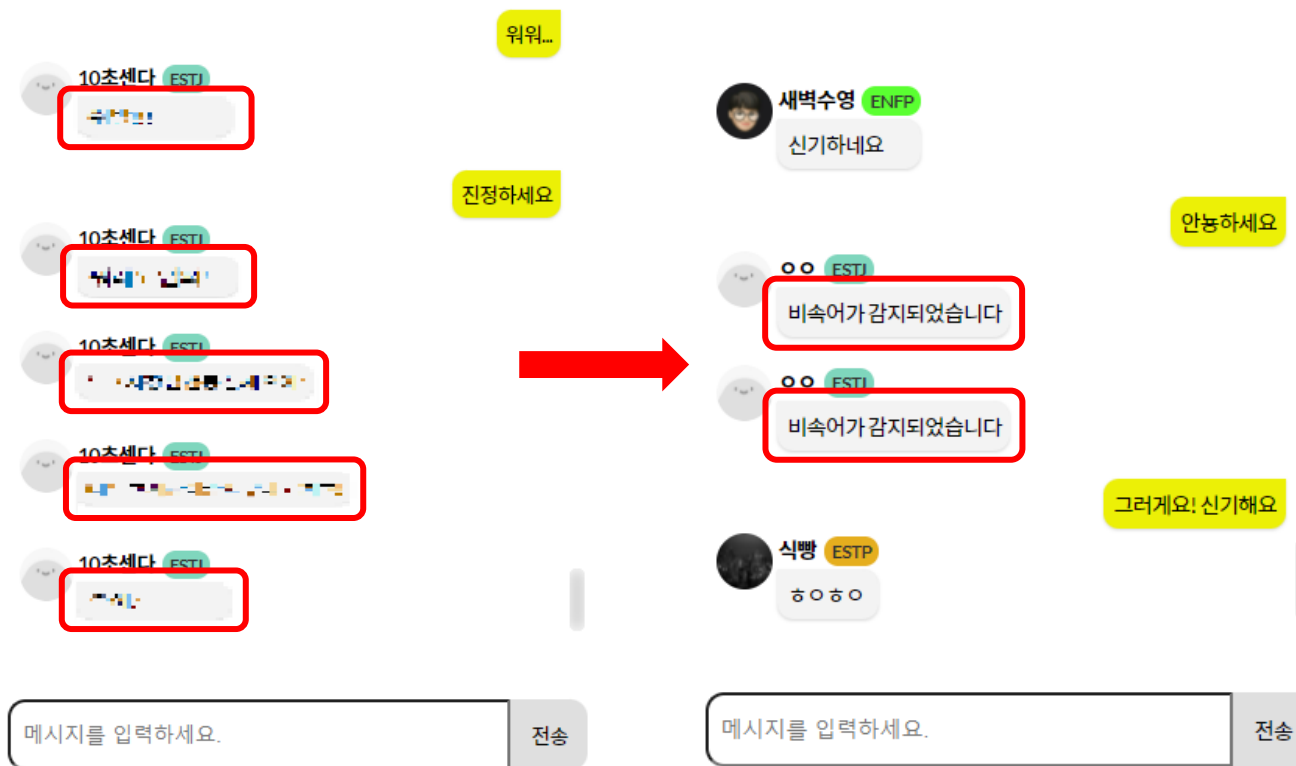 워워...
10초센다 ESTJ
진정하세요
10초센다 ESTJ
10초센다 ESTJ
10초센다 ESTJ
10초센다 ESTJ
메시지를 입력하세요. 전송
새벽수영 ENFP
신기하네요
안뇽하세요
ㅇㅇ ESTJ
비속어가 감지되었습니다
ㅇㅇ ESTJ
비속어가 감지되었습니다
그러게요! 신기해요
식빵 ESTP
ㅎㅇㅎㅇ
메시지를 입력하세요. 전송